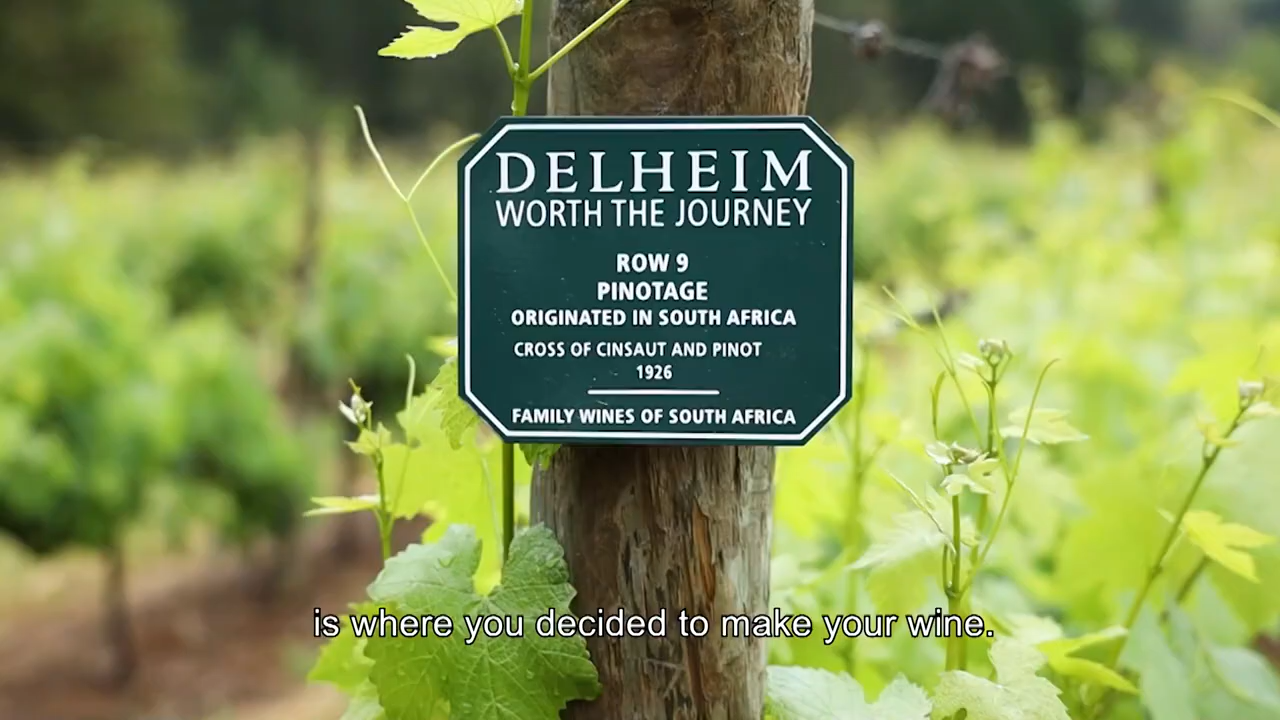 DELHEIM
WORTH THE JOURNEY
ROW 9
PINOTAGE
ORIGINATED IN SOUTH AFRICA
CROSS OF CINSAUT AND PINOT
1926
FAMILY WINES OF SOUTH AFRICA
is where you decided to make your wine.